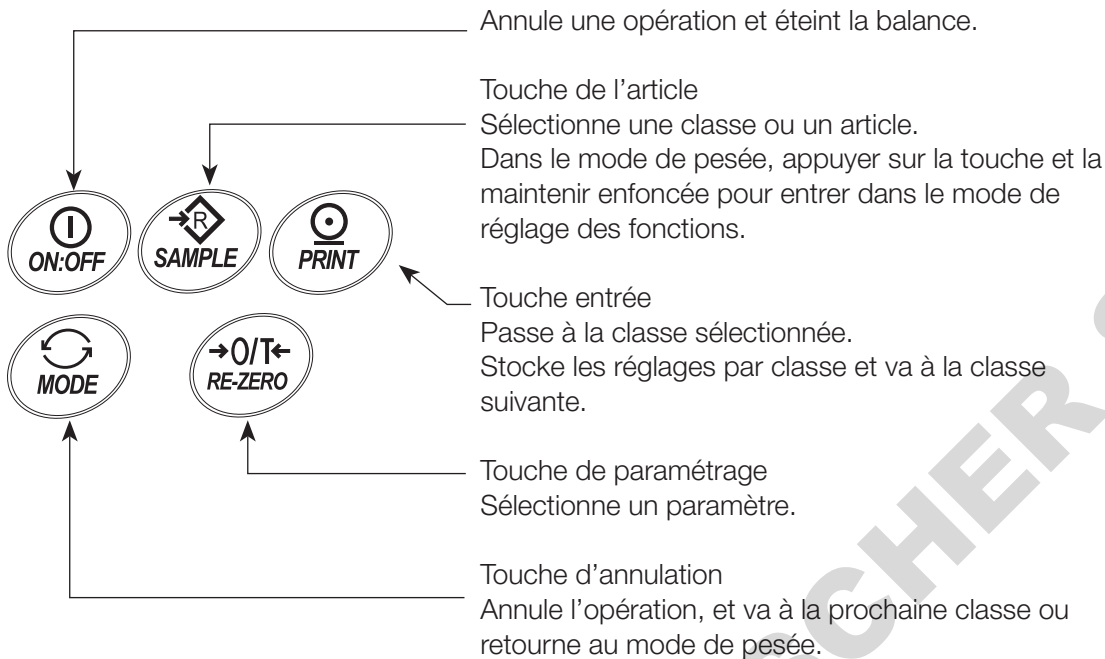 Annule une opération et éteint la balance.
Touche de l’article
Sélectionne une classe ou un article.
Dans le mode de pesée, appuyer sur la touche et la
maintenir enfoncée pour entrer dans le mode de
réglage des fonctions.
R
ON:OFF
SAMPLE
PRINT
Touche entrée
Passe à la classe sélectionnée.
Stocke les réglages par classe et va à la classe
suivante.
MODE
→0/T←
RE-ZERO
Touche de paramétrage
Sélectionne un paramètre.
Touche d’annulation
Annule l’opération, et va à la prochaine classe ou
retourne au mode de pesée.
SCHER